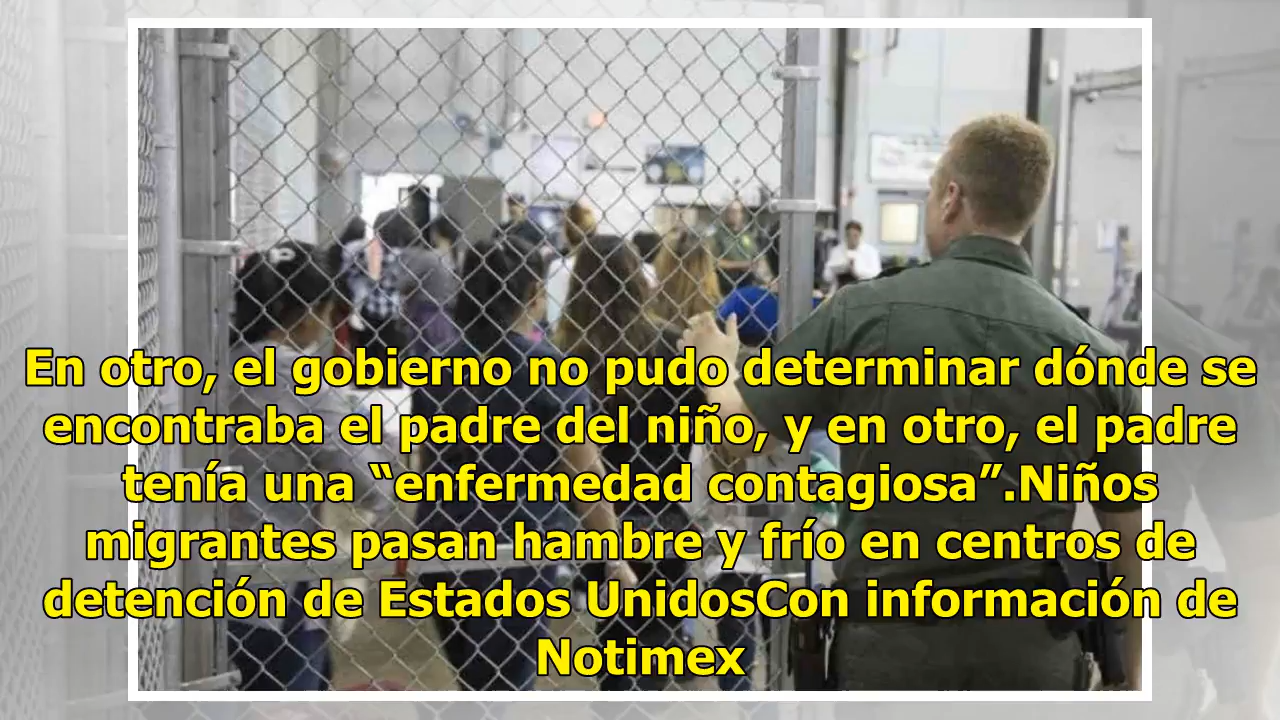 En otro, el gobierno no pudo determinar dónde se
encontraba el padre del niño, y en otro, el padre
tenía una “enfermedad contagiosa”.Niños
migrantes pasan hambre y frío en centros de
detención de Estados UnidosCon información de
Notimex